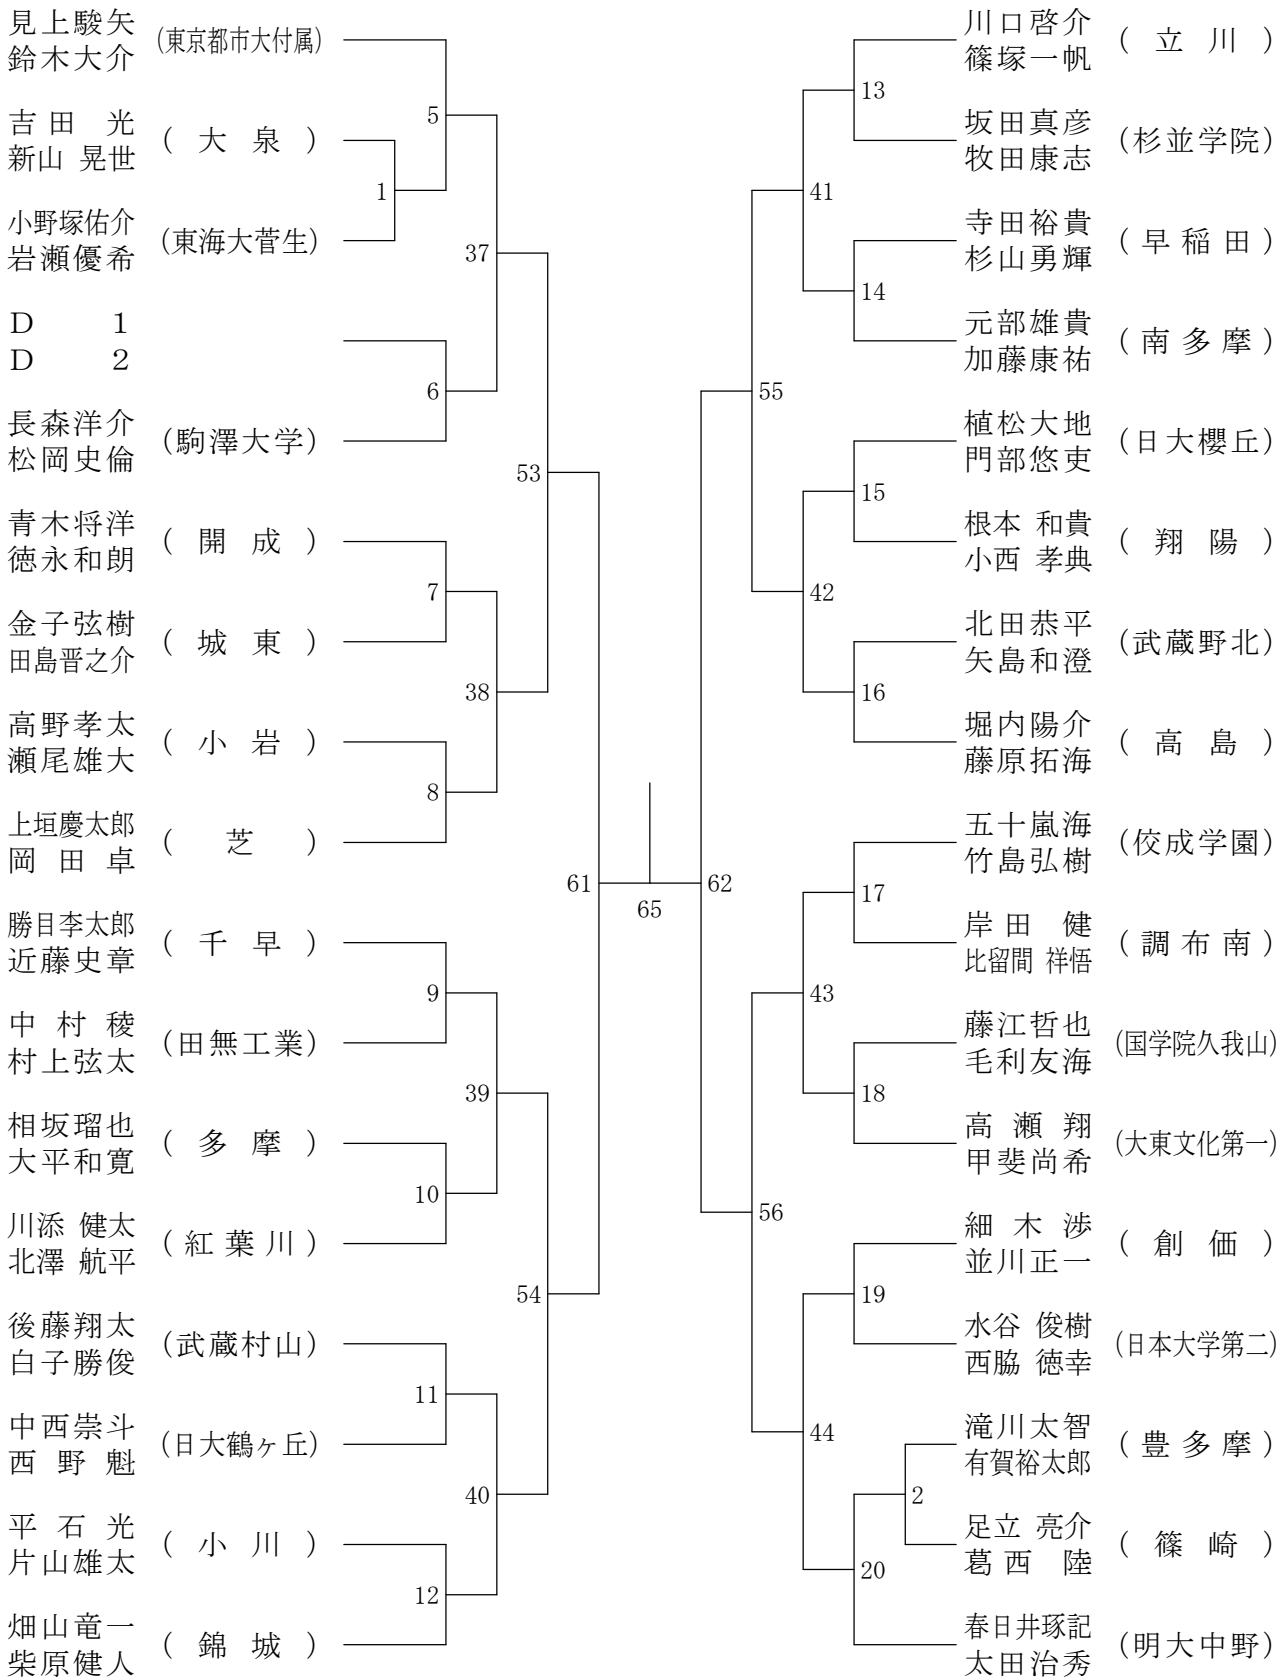 見上駿矢
鈴木大介
(東京都市大付属)
吉田 光
新山 晃世
( 大 泉 )
小野塚佑介
岩瀬優希
(東海大菅生)
D 1
D 2
長森洋介
松岡史倫
(駒澤大学)
青木将洋
徳永和朗
( 開 成 )
金子弦樹
田島晋之介
( 城 東 )
高野孝太
瀬尾雄大
( 小 岩 )
上垣慶太郎
岡 田 卓
( 芝 )
勝目李太郎
近藤史章
( 千 早 )
中 村 稜
村上弦太
(田無工業)
相坂瑠也
大平和寛
( 多 摩 )
川添 健太
北澤 航平
( 紅 葉 川 )
後藤翔太
白子勝俊
(武蔵村山)
中西崇斗
西 野 魁
(日大鶴ヶ丘)
平 石 光
片山雄太
( 小 川 )
畑山竜一
柴原健人
( 錦 城 )
5
1
37
6
53
7
38
8
61
9
39
10
54
11
40
12
65
62
13
41
14
55
15
42
16
17
43
18
56
19
44
2
20
川口啓介
篠塚一帆
( 立 川 )
坂田真彦
牧田康志
(杉並学院)
寺田裕貴
杉山勇輝
( 早 稲 田 )
元部雄貴
加藤康祐
( 南 多 摩 )
植松大地
門部悠吏
(日大櫻丘)
根本 和貴
小西 孝典
( 翔 陽 )
北田恭平
矢島和澄
(武蔵野北)
堀内陽介
藤原拓海
( 高 島 )
五十嵐海
竹島弘樹
(佼成学園)
岸 田 健
比留間 祥悟
( 調 布 南 )
藤江哲也
毛利友海
(国学院久我山)
高 瀬 翔
甲斐尚希
(大東文化第一)
細 木 渉
並川正一
( 創 価 )
水谷 俊樹
西脇 徳幸
(日本大学第二)
滝川太智
有賀裕太郎
( 豊 多 摩 )
足立 亮介
葛西 陸
( 篠 崎 )
春日井琢記
太田治秀
(明大中野)